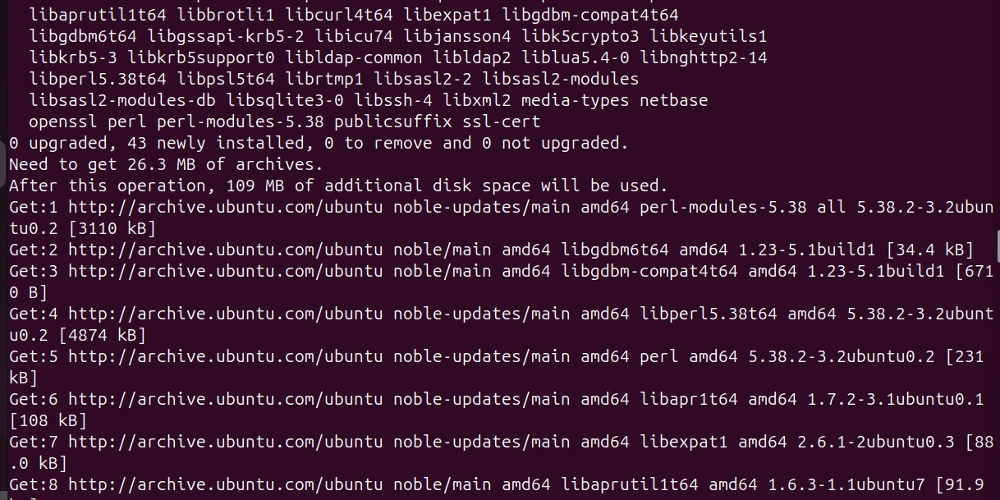 libaprutil1t64 libbrotli1 libcurl4t64 libexpat1 libgdbm-compat4t64
libgdbm6t64 libgssapi-krb5-2 libicu74 libjansson4 libk5crypto3 libkeyutils1
libkrb5-3 libkrb5support0 libldap-common libldap2 liblua5.4-0 libnghttp2-14
libperl5.38t64 libpsl5t64 librtmp1 libsasl2-2 libsasl2-modules
libsasl2-modules-db libsqlite3-0 libssh-4 libxml2 media-types netbase
openssl perl perl-modules-5.38 publicsuffix ssl-cert
0 upgraded, 43 newly installed, 0 to remove and 0 not upgraded.
Need to get 26.3 MB of archives.
After this operation, 109 MB of additional disk space will be used.
Get:1 http://archive.ubuntu.com/ubuntu noble-updates/main amd64 perl-modules-5.38 all 5.38.2-3.2ubun
tu0.2 [3110 kB]
Get:2 http://archive.ubuntu.com/ubuntu noble/main amd64 libgdbm6t64 amd64 1.23-5.1build1 [34.4 kB]
Get:3 http://archive.ubuntu.com/ubuntu noble/main amd64 libgdbm-compat4t64 amd64 1.23-5.1build1 [671
0 B]
Get:4 http://archive.ubuntu.com/ubuntu noble-updates/main amd64 libperl5.38t64 amd64 5.38.2-3.2ubunt
u0.2 [4874 kB]
Get:5 http://archive.ubuntu.com/ubuntu noble-updates/main amd64 perl amd64 5.38.2-3.2ubuntu0.2 [231
kB]
Get:6 http://archive.ubuntu.com/ubuntu noble-updates/main amd64 libapr1t64 amd64 1.7.2-3.1ubuntu0.1
[108 kB]
Get:7 http://archive.ubuntu.com/ubuntu noble-updates/main amd64 libexpat1 amd64 2.6.1-2ubuntu0.3 [88
.0 kB]
Get:8 http://archive.ubuntu.com/ubuntu noble/main amd64 libaprutil1t64 amd64 1.6.3-1.1ubuntu7 [91.9